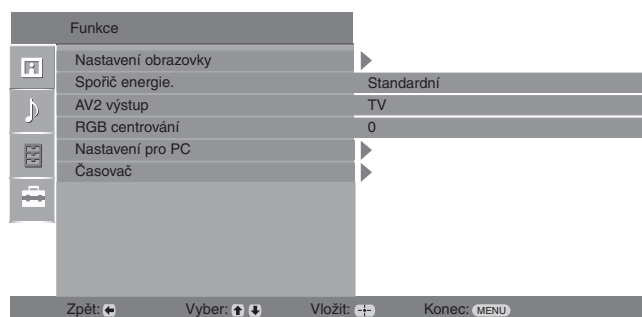 Funkce
Nastavení obrazovky
Spořič energie. Standardní
AV2 výstup TV
RGB centrování 0
Nastavení pro PC
Časovač
Zpět: Vyber: Vložit: Konec: MENU